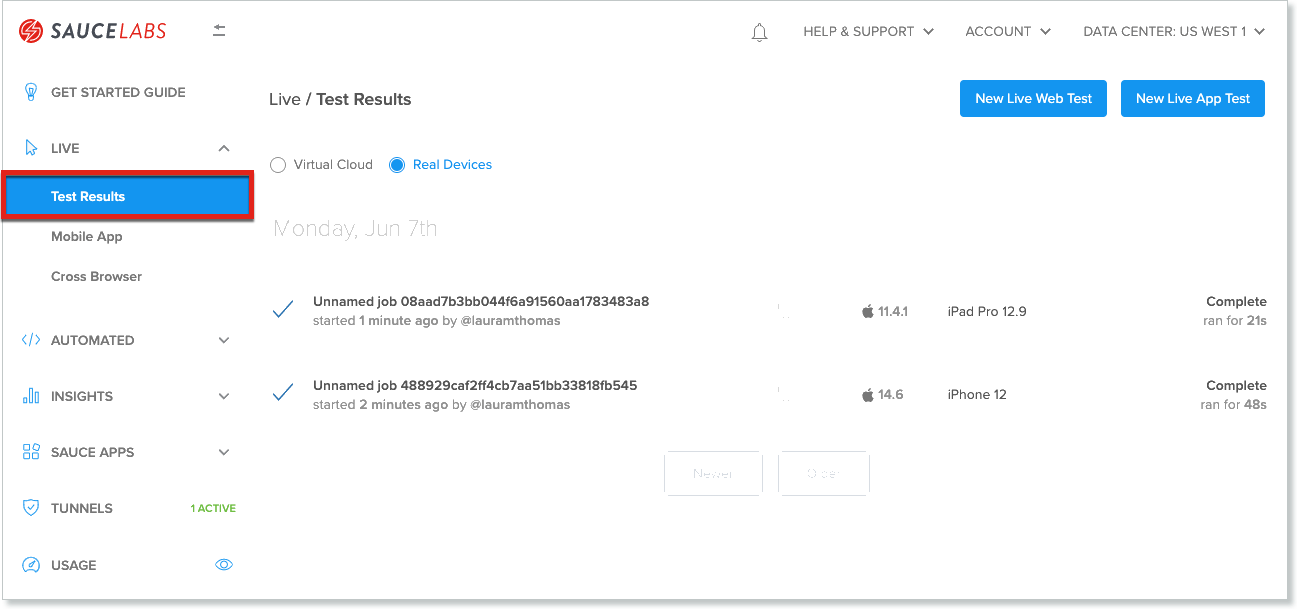 SAUCELABS
HELP & SUPPORT
ACCOUNT
DATA CENTER: US WEST 1
GET STARTED GUIDE
LIVE
Test Results
Mobile App
Cross Browser
AUTOMATED
INSIGHTS
SAUCE APPS
TUNNELS
1 ACTIVE
USAGE
Live / Test Results
New Live Web Test
New Live App Test
Virtual Cloud
Real Devices
Monday, Jun 7th
Unnamed job 08aad7b3bb044f6a91560aa1783483a8
started 1 minute ago by @lauramthomas
11.4.1
iPad Pro 12.9
Complete
ran for 21s
Unnamed job 488929caf2ff4cb7aa51bb33818fb545
started 2 minutes ago by @lauramthomas
14.6
iPhone 12
Complete
ran for 48s
Newer
Older